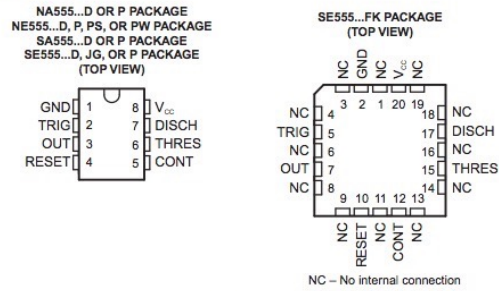 NA555...D OR P PACKAGE
NE555...D, P, PS, OR PW PACKAGE
SA555...D OR P PACKAGE
SE555...D, JG, OR P PACKAGE
(TOP VIEW)
GND 1 8 VCC
TRIG 2 7 DISCH
OUT 3 6 THRES
RESET 4 5 CONT
SE555...FK PACKAGE
(TOP VIEW)
NC GND NC VCC NC
3 2 1 20 19
NC 4 18 NC
TRIG 5 17 DISCH
NC 6 16 NC
OUT 7 15 THRES
NC 8 14 NC
9 10 11 12 13
NC RESET NC CONT NC
NC – No internal connection